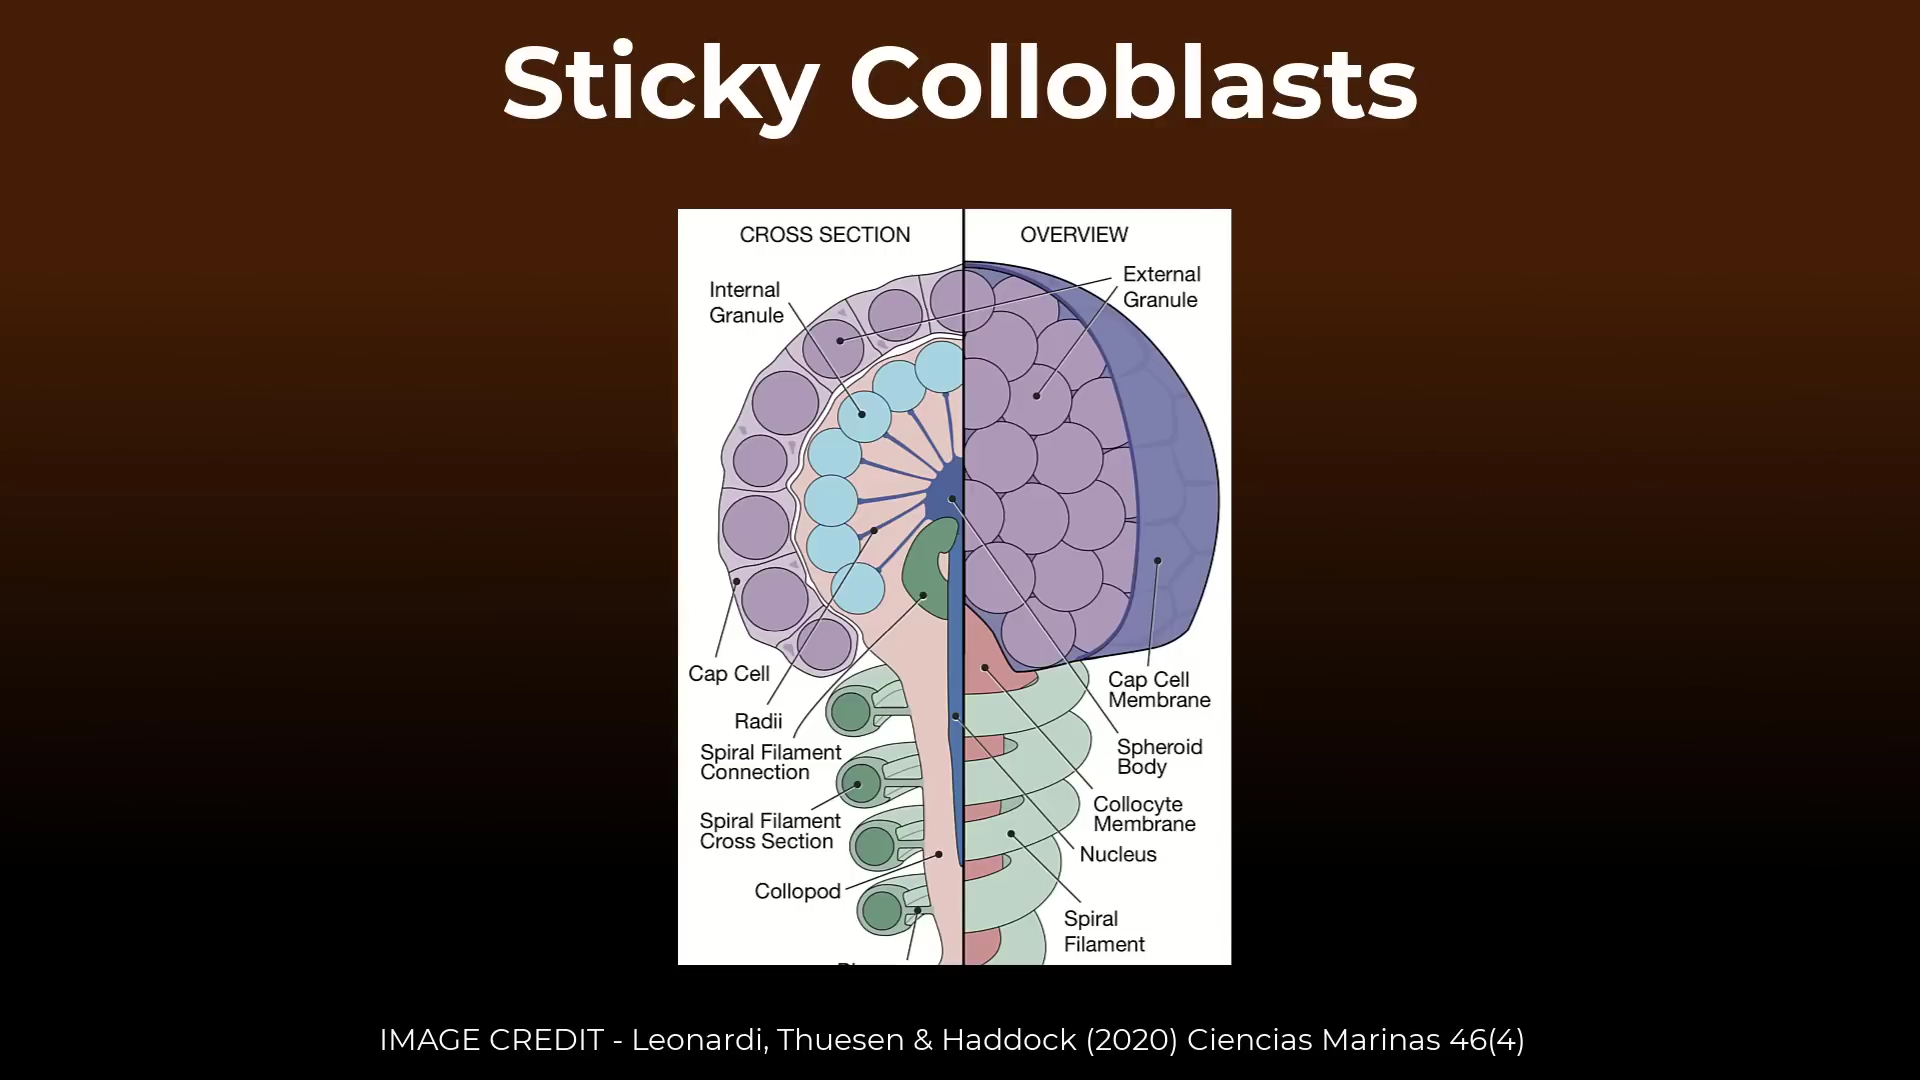 Sticky Colloblasts
CROSS SECTION
OVERVIEW
Internal
Granule
External
Granule
Cap Cell
Radii
Spiral Filament
Connection
Spiral Filament
Cross Section
Collopod
Cap Cell
Membrane
Spheroid
Body
Collocyte
Membrane
Nucleus
Spiral
Filament
IMAGE CREDIT - Leonardi, Thuesen & Haddock (2020) Ciencias Marinas 46(4)